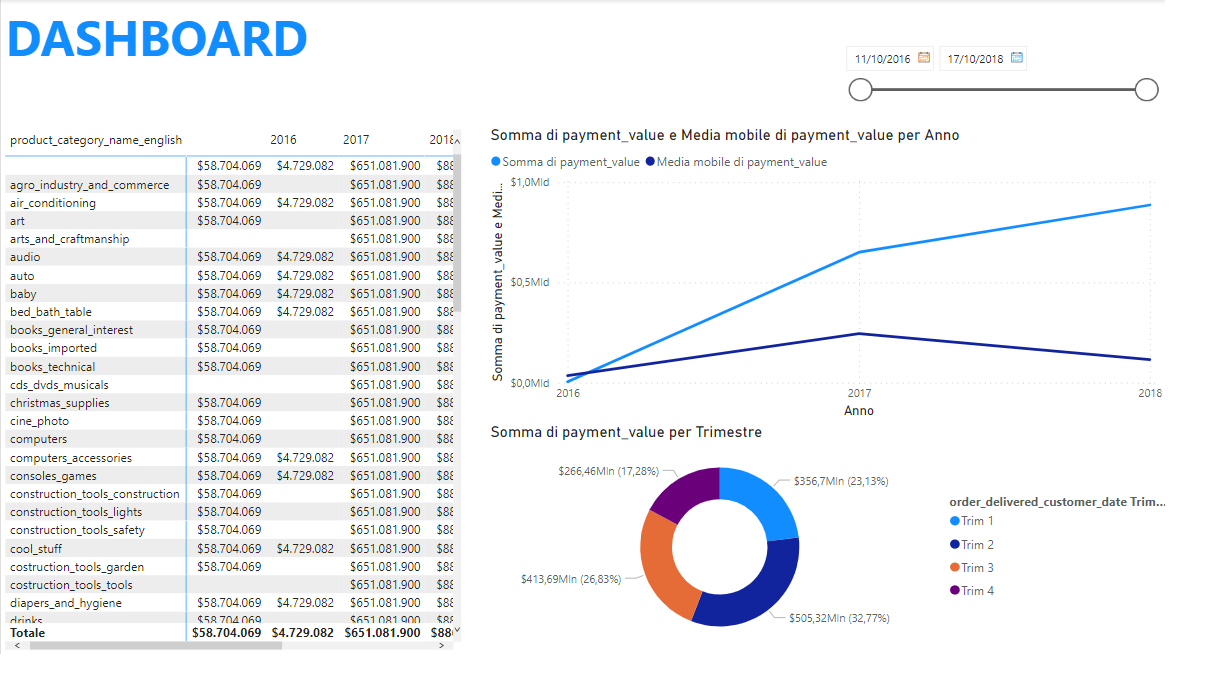 DASHBOARD
11/10/2016 17/10/2018
product_category_name_english 2016 2017 2018
$58.704.069 $4.729.082 $651.081.900 $88
agro_industry_and_commerce $58.704.069 $651.081.900 $88
air_conditioning $58.704.069 $4.729.082 $651.081.900 $88
art $58.704.069 $651.081.900 $88
arts_and_craftmanship $651.081.900 $88
audio $58.704.069 $4.729.082 $651.081.900 $88
auto $58.704.069 $4.729.082 $651.081.900 $88
baby $58.704.069 $4.729.082 $651.081.900 $88
bed_bath_table $58.704.069 $4.729.082 $651.081.900 $88
books_general_interest $58.704.069 $651.081.900 $88
books_imported $58.704.069 $651.081.900 $88
books_technical $58.704.069 $651.081.900 $88
cds_dvds_musicals $651.081.900 $88
christmas_supplies $58.704.069 $651.081.900 $88
cine_photo $58.704.069 $651.081.900 $88
computers $58.704.069 $651.081.900 $88
computers_accessories $58.704.069 $4.729.082 $651.081.900 $88
consoles_games $58.704.069 $4.729.082 $651.081.900 $88
construction_tools_construction $58.704.069 $651.081.900 $88
construction_tools_lights $58.704.069 $651.081.900 $88
construction_tools_safety $58.704.069 $651.081.900 $88
cool_stuff $58.704.069 $4.729.082 $651.081.900 $88
costruction_tools_garden $58.704.069 $651.081.900 $88
costruction_tools_tools $651.081.900 $88
diapers_and_hygiene $58.704.069 $4.729.082 $651.081.900 $88
drinks $58.704.069 $651.081.900 $88
Totale $58.704.069 $4.729.082 $651.081.900 $88
Somma di payment_value e Media mobile di payment_value per Anno
Somma di payment_value Media mobile di payment_value
Somma di payment_value e Medi...
$1,0Mld
$0,5Mld
$0,0Mld
2016 2017 2018
Anno
Somma di payment_value per Trimestre
$266,46Mln (17,28%)
$356,7Mln (23,13%)
$413,69Mln (26,83%)
$505,32Mln (32,77%)
order_delivered_customer_date Trim...
Trim 1
Trim 2
Trim 3
Trim 4